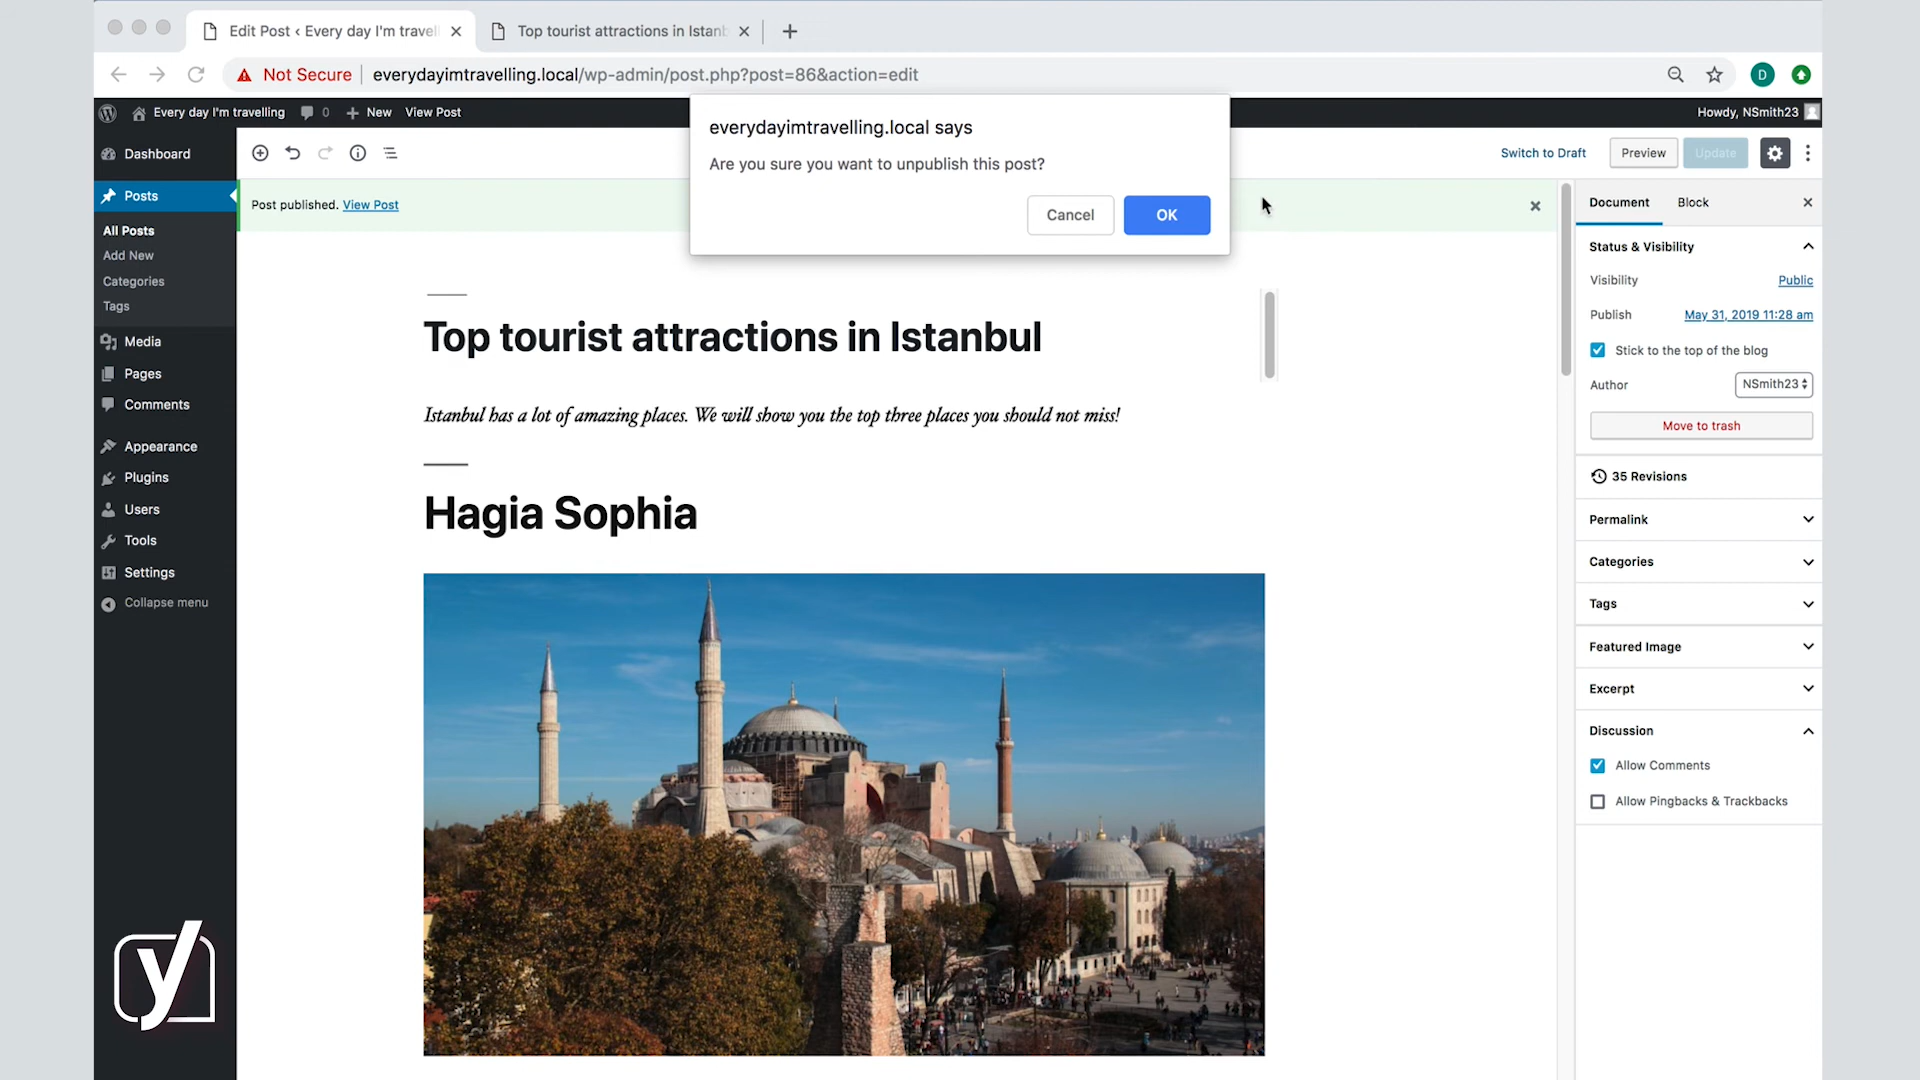 Edit Post ‹ Every day I'm travel
Top tourist attractions in Istanb
Not Secure
everydayimtravelling.local/wp-admin/post.php?post=86&action=edit
D
Every day I'm travelling
0
New
View Post
Howdy, NSmith23
everydayimtravelling.local says
Are you sure you want to unpublish this post?
Cancel
OK
Dashboard
Posts
All Posts
Add New
Categories
Tags
Media
Pages
Comments
Appearance
Plugins
Users
Tools
Settings
Collapse menu
y
Switch to Draft
Preview
Update
Post published. View Post
Top tourist attractions in Istanbul
Istanbul has a lot of amazing places. We will show you the top three places you should not miss!
Hagia Sophia
Document
Block
Status & Visibility
Visibility
Public
Publish
May 31, 2019 11:28 am
Stick to the top of the blog
Author
NSmith23
Move to trash
35 Revisions
Permalink
Categories
Tags
Featured Image
Excerpt
Discussion
Allow Comments
Allow Pingbacks & Trackbacks